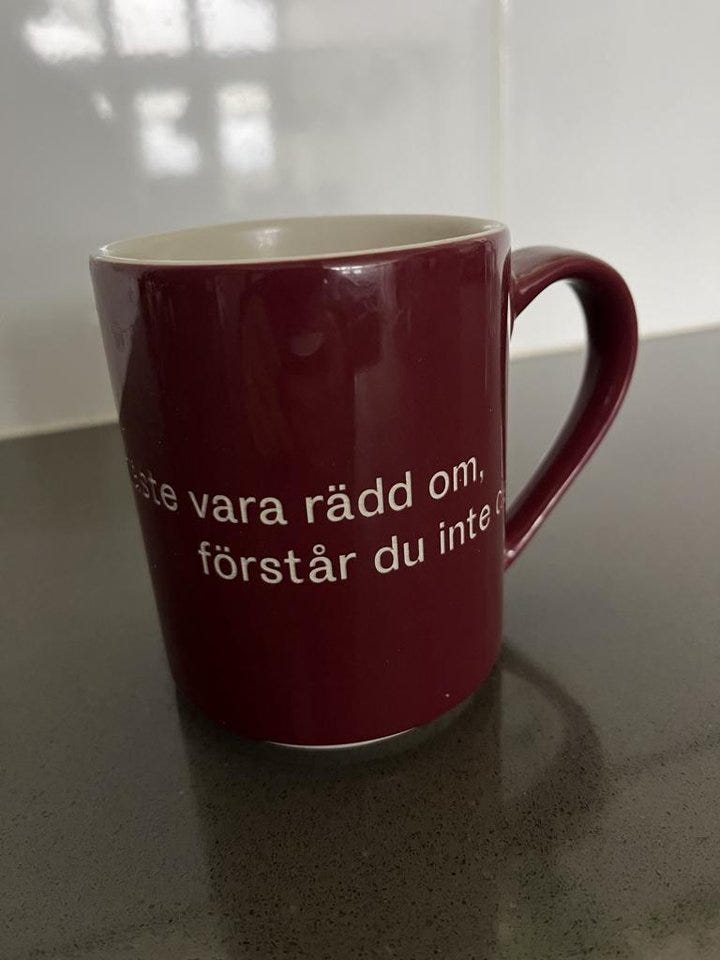 vara rädd om,
förstår du inte